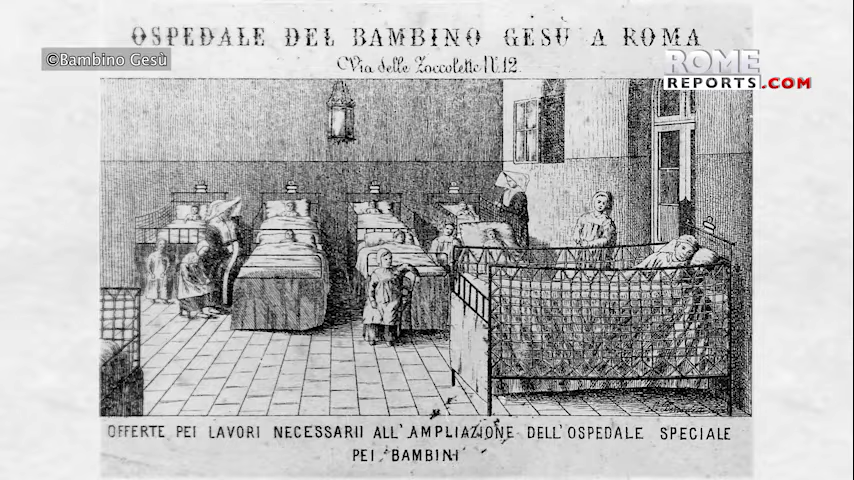 OSPEDALE DEL BAMBINO GESÙ A ROMA
©Bambino Gesù
Via delle Zoccolette N. 12.
ROME
REPORTS.COM
OFFERTE PEI LAVORI NECESSARII ALL'AMPLIAZIONE DELL'OSPEDALE SPECIALE
PEI BAMBINI